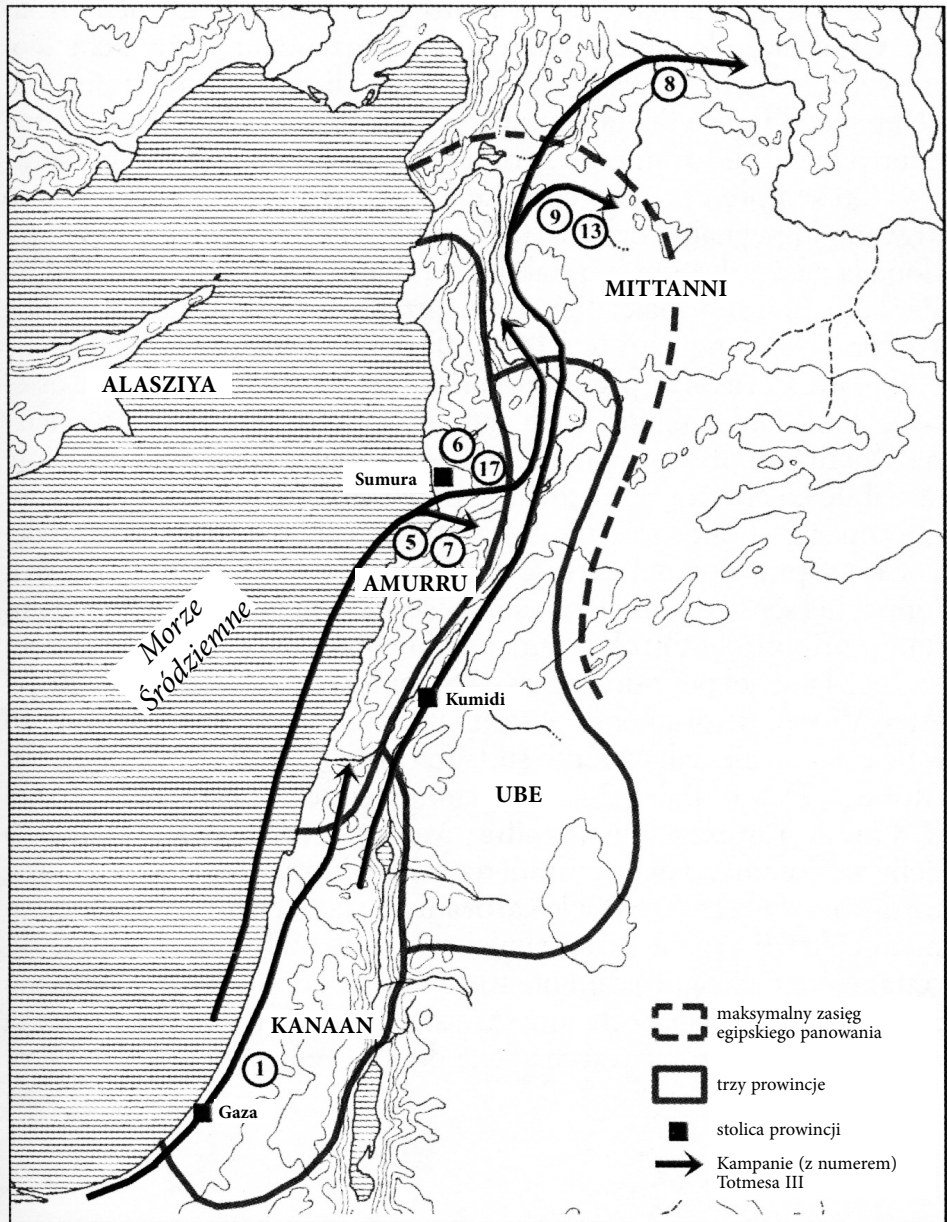 8
9
13
MITTANNI
ALASZIYA
6
17
Sumura
5
7
AMURRU
Morze
Śródziemne
Kumidi
UBE
KANAAN
1
Gaza
maksymalny zasięg
egipskiego panowania
trzy prowincje
stolica prowincji
Kampanie (z numerem)
Totmesa III